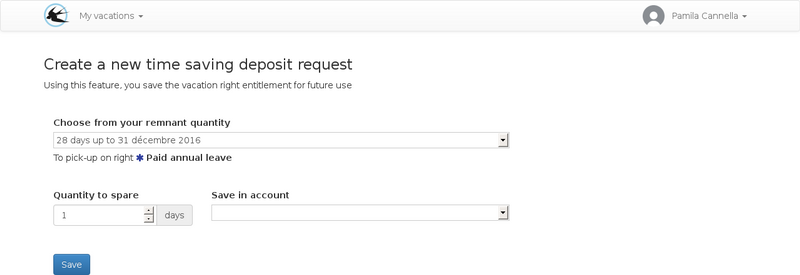 My vacations
Pamila Cannella
Create a new time saving deposit request
Using this feature, you save the vacation right entitlement for future use
Choose from your remnant quantity
28 days up to 31 décembre 2016
To pick-up on right ✱ Paid annual leave
Quantity to spare
Save in account
1 days
Save